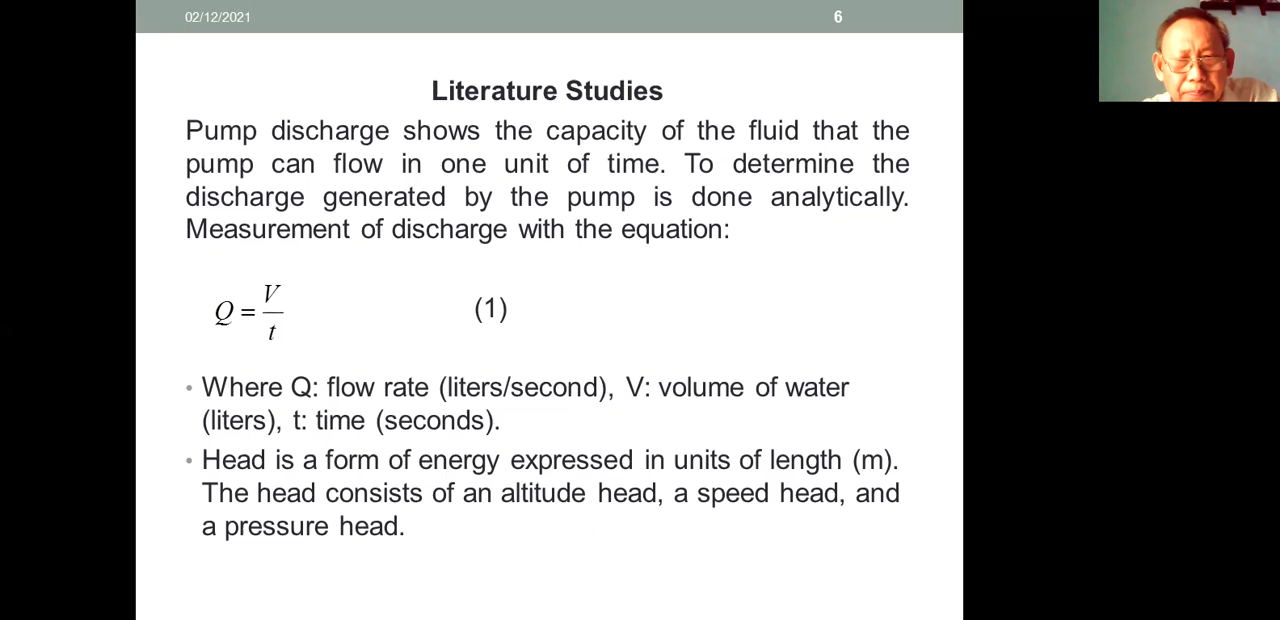 02/12/2021 6
Literature Studies
Pump discharge shows the capacity of the fluid that the
pump can flow in one unit of time. To determine the
discharge generated by the pump is done analytically.
Measurement of discharge with the equation:
Q = V/t (1)
• Where Q: flow rate (liters/second), V: volume of water
(liters), t: time (seconds).
• Head is a form of energy expressed in units of length (m).
The head consists of an altitude head, a speed head, and
a pressure head.